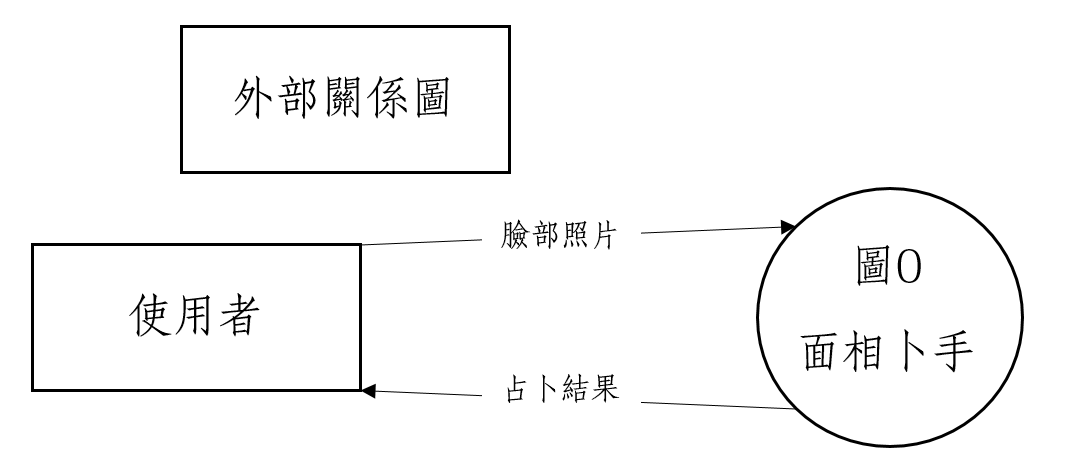 外部關係圖
臉部照片
圖0
使用者
面相卜手
占卜結果